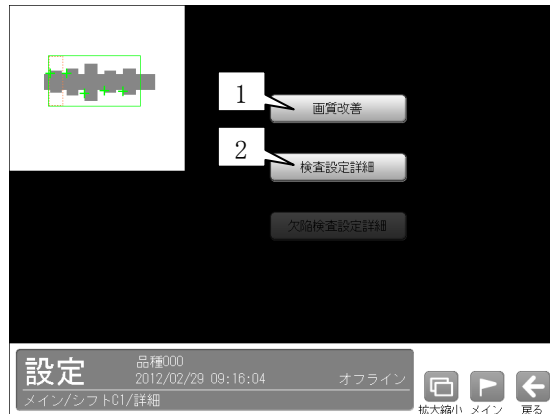 1
画質改善
2
検査設定詳細
欠陥検査設定詳細
設定
品種000
2012/02/29 09:16:04
オフライン
メイン/シフトC1/詳細
拡大縮小
メイン
戻る